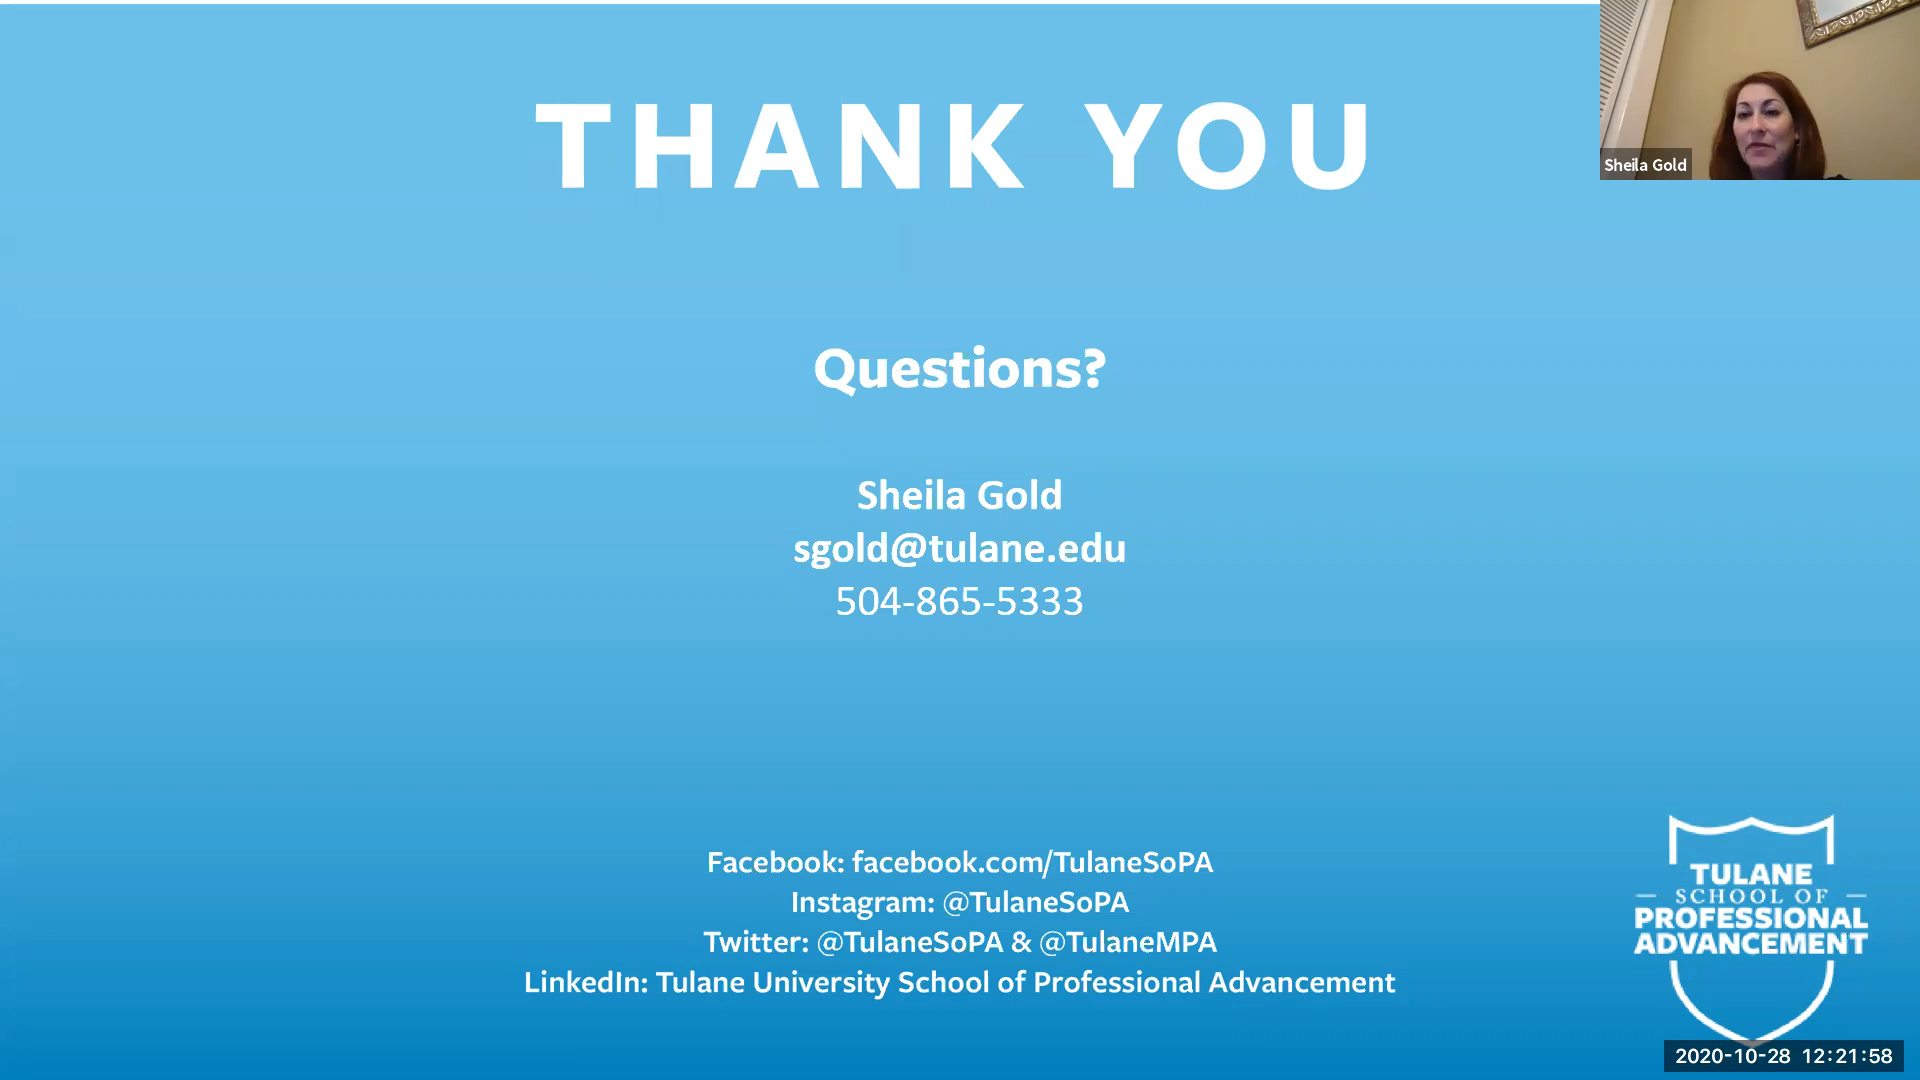 THANK YOU
Sheila Gold
Questions?
Sheila Gold
sgold@tulane.edu
504-865-5333
Facebook: facebook.com/TulaneSoPA
Instagram: @TulaneSoPA
Twitter: @TulaneSoPA & @TulaneMPA
LinkedIn: Tulane University School of Professional Advancement
TULANE
SCHOOL OF
PROFESSIONAL
ADVANCEMENT
2020-10-28 12:21:58